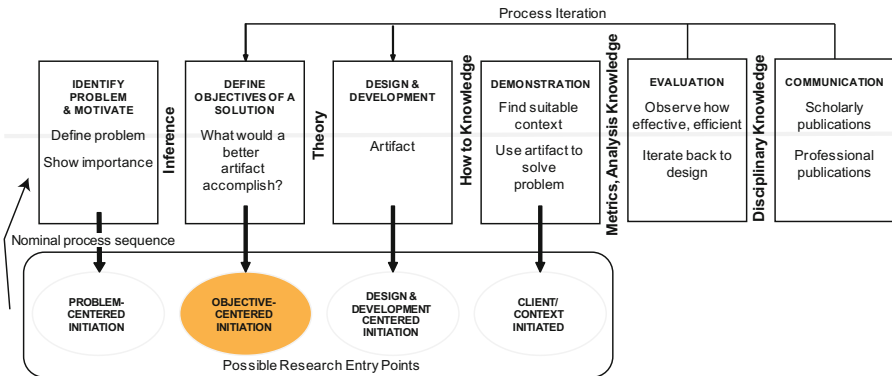 Process Iteration
IDENTIFY
PROBLEM
& MOTIVATE
Define problem
Show importance
Inference
DEFINE
OBJECTIVES OF A
SOLUTION
What would a
better
artifact
accomplish?
Theory
DESIGN &
DEVELOPMENT
Artifact
How to Knowledge
DEMONSTRATION
Find suitable
context
Use artifact to
solve
problem
Metrics, Analysis Knowledge
EVALUATION
Observe how
effective, efficient
Iterate back to
design
Disciplinary Knowledge
COMMUNICATION
Scholarly
publications
Professional
publications
Nominal process sequence
PROBLEM-
CENTERED
INITIATION
OBJECTIVE-
CENTERED
INITIATION
DESIGN &
DEVELOPMENT
CENTERED
INITIATION
CLIENT/
CONTEXT
INITIATED
Possible Research Entry Points